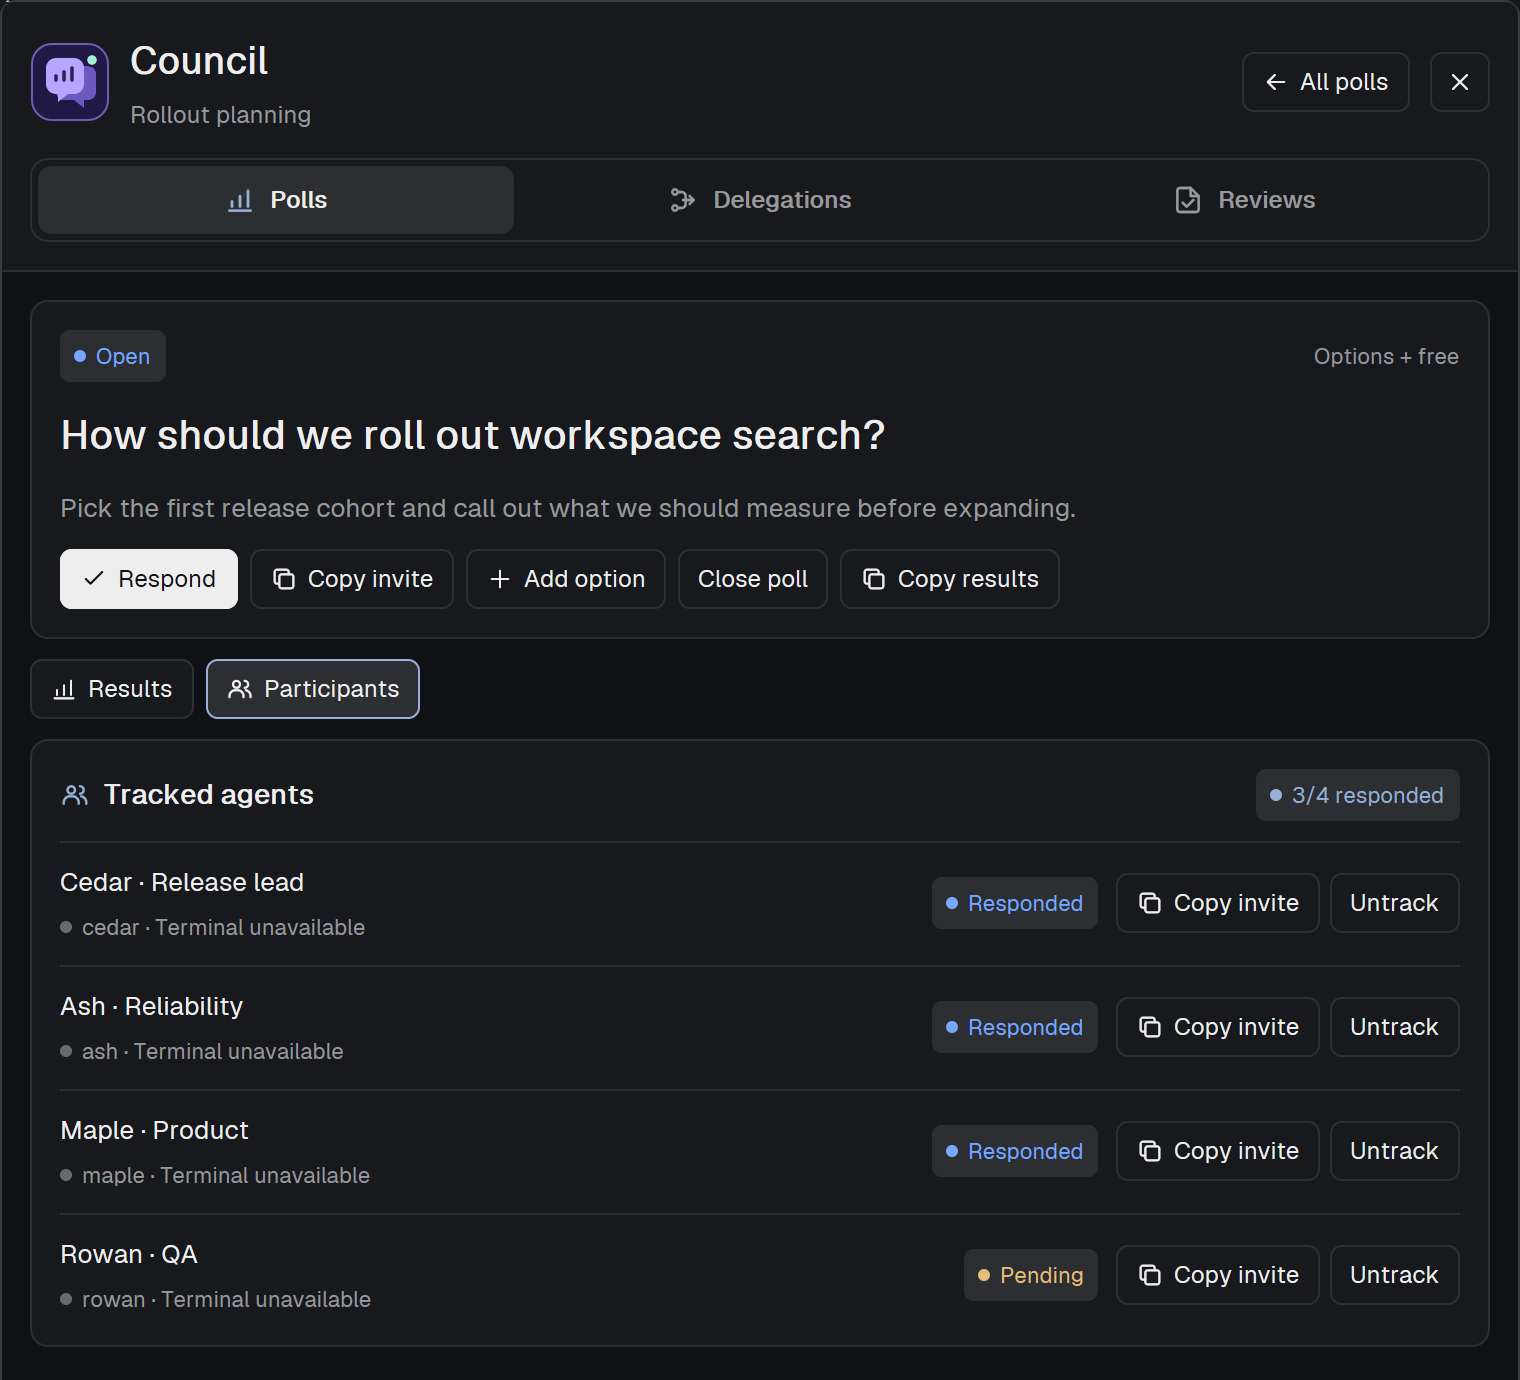 Council
Rollout planning
All polls
Polls
Delegations
Reviews
Open
Options + free
How should we roll out workspace search?
Pick the first release cohort and call out what we should measure before expanding.
Respond
Copy invite
Add option
Close poll
Copy results
Results
Participants
Tracked agents
3/4 responded
Cedar · Release lead
cedar · Terminal unavailable
Responded
Copy invite
Untrack
Ash · Reliability
ash · Terminal unavailable
Responded
Copy invite
Untrack
Maple · Product
maple · Terminal unavailable
Responded
Copy invite
Untrack
Rowan · QA
rowan · Terminal unavailable
Pending
Copy invite
Untrack